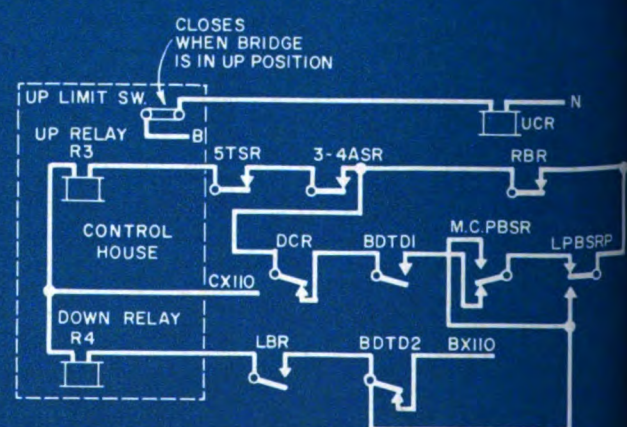 CLOSES
WHEN BRIDGE
IS IN UP POSITION
UP LIMIT SW.
N
UCR
B
UP RELAY
R3
5TSR
3-4ASR
RBR
CONTROL
HOUSE
DCR
BDTD1
M.C.PBSR
LPBSRP
CX110
DOWN RELAY
R4
LBR
BDTD2
BX110